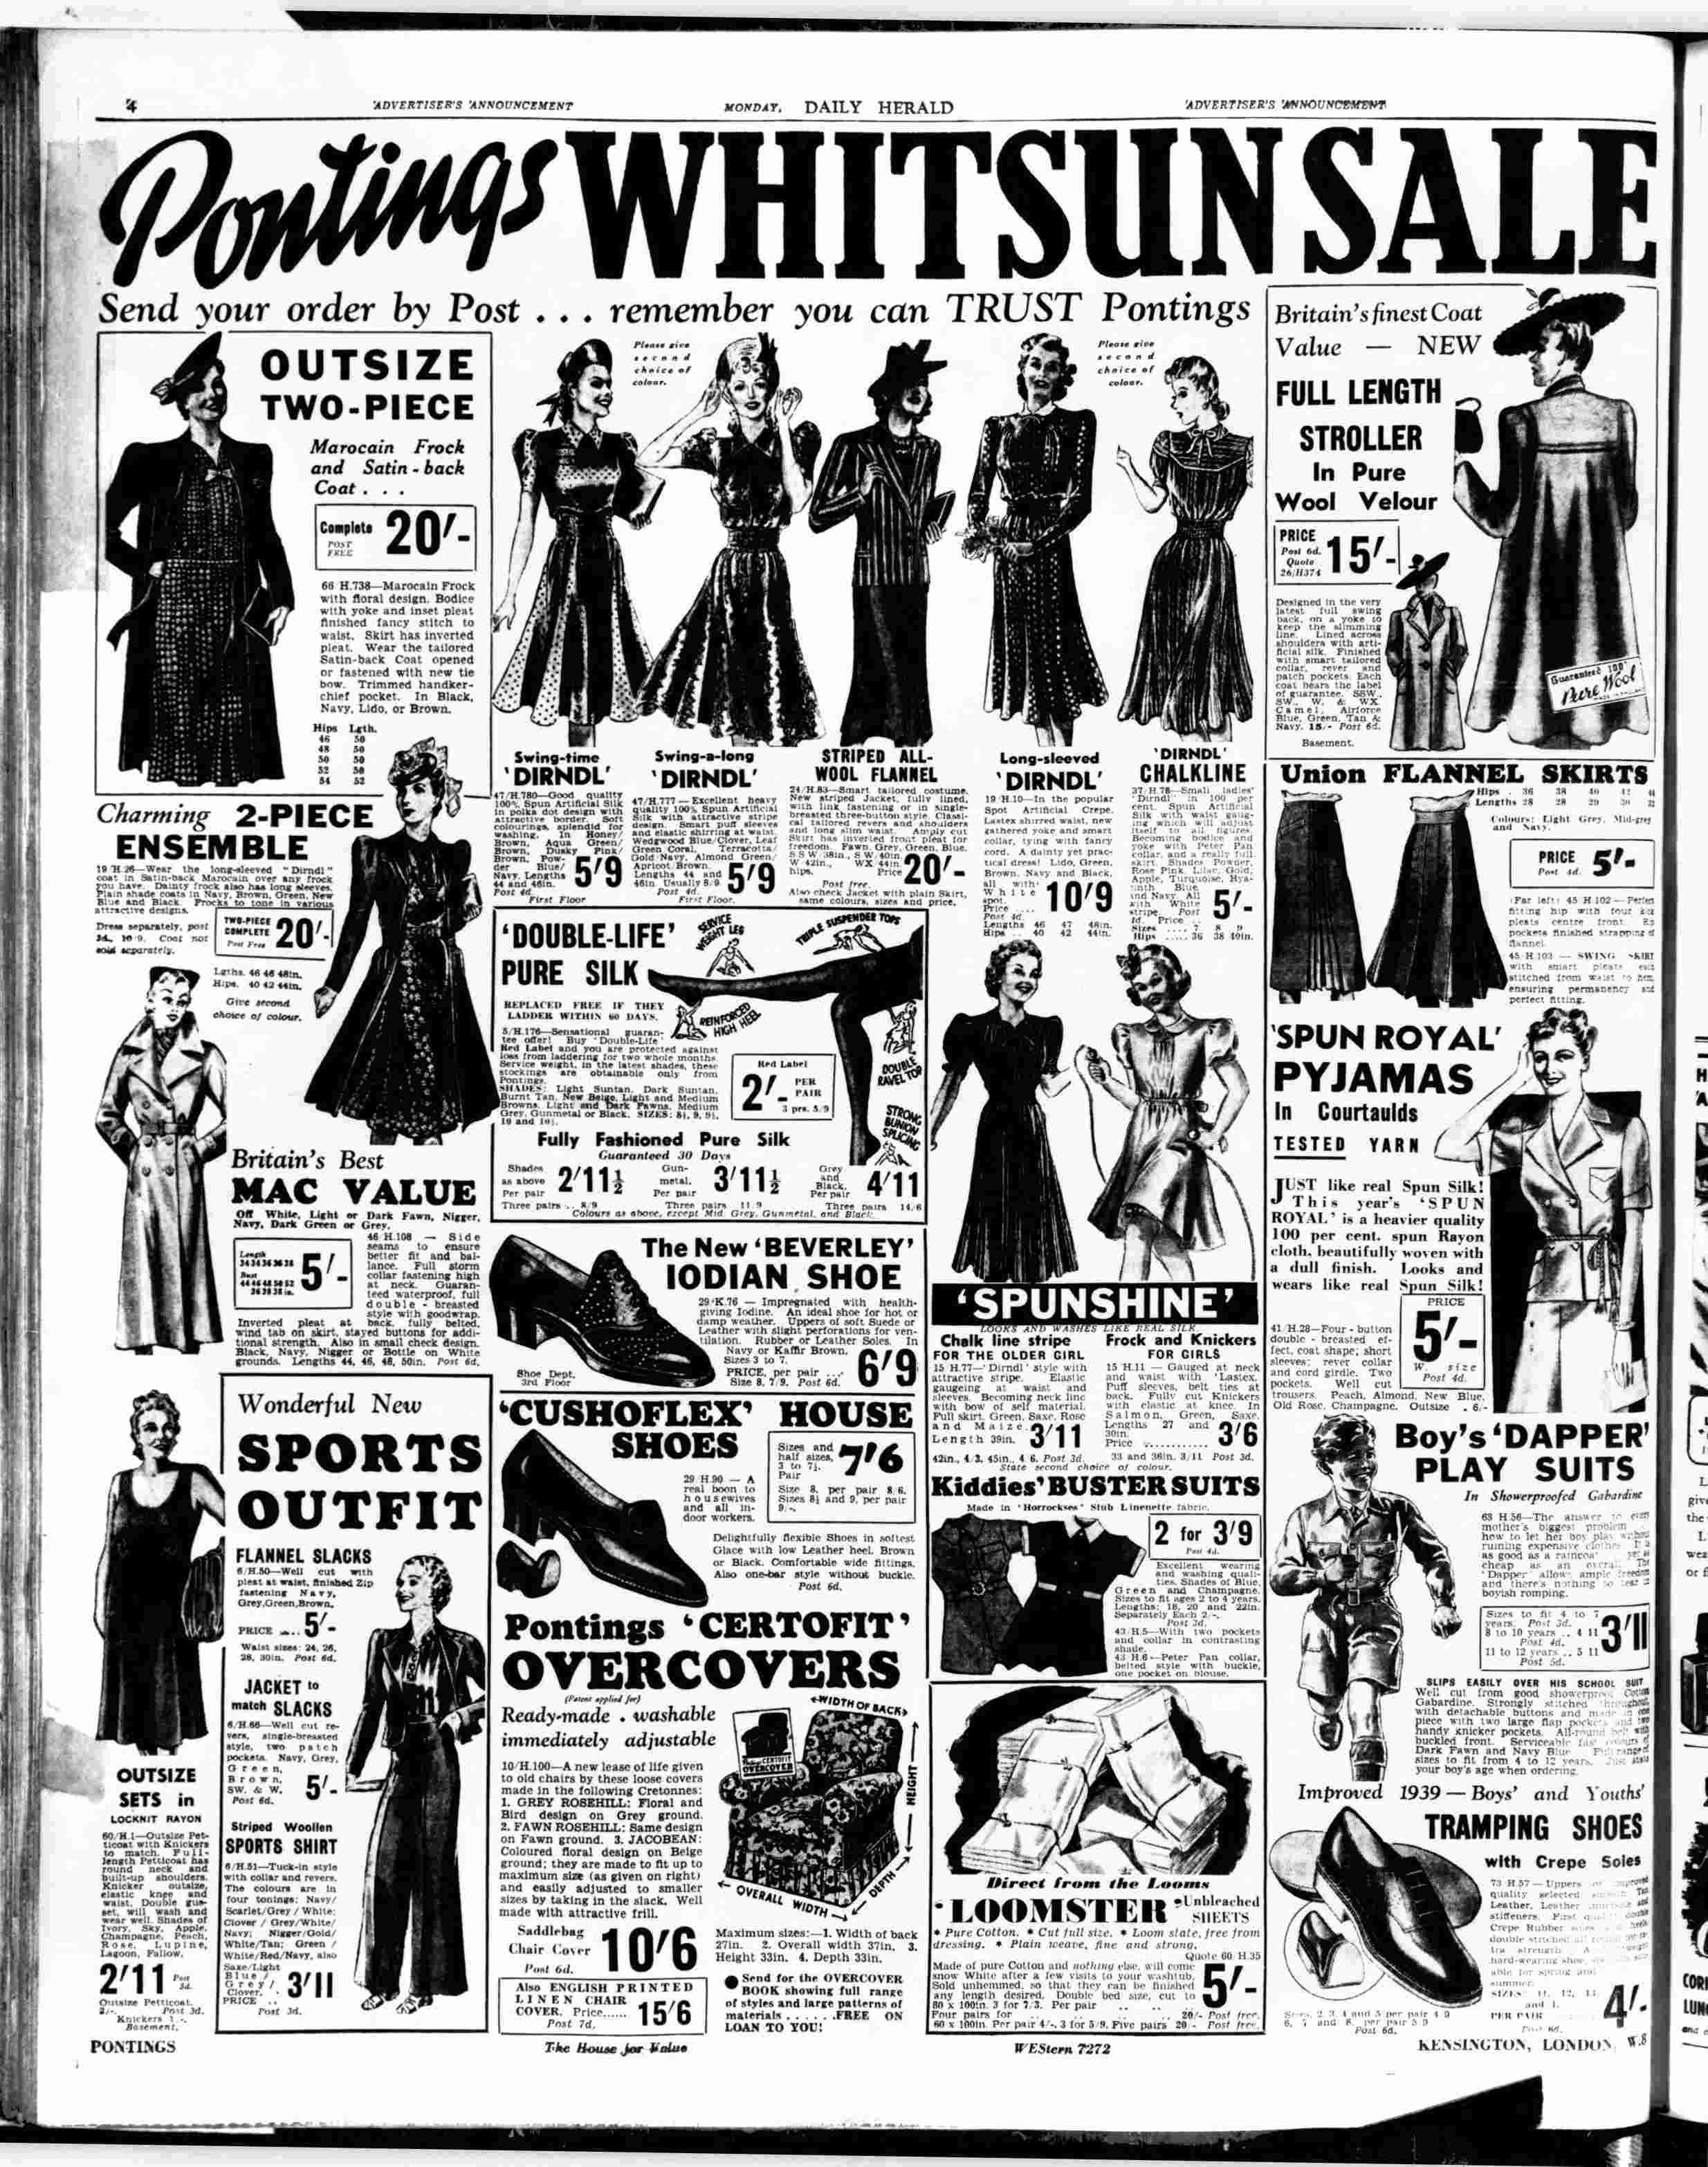 4
ADVERTISER'S ANNOUNCEMENT
MONDAY, DAILY HERALD
ADVERTISER'S ANNOUNCEMENT
Pontings WHITSUN SALE
Send your order by Post . . . remember you can TRUST Pontings
OUTSIZE
TWO-PIECE
Marocain Frock
and Satin-back
Coat . . .
Complete 20/-
POST
FREE
66 H.738—Marocain Frock
with floral design. Bodice
with yoke and inset pleat
finished fancy stitch to
waist. Skirt has inverted
pleat. Wear the tailored
Satin-back Coat opened
or fastened with new tie
bow. Trimmed handker-
chief pocket. In Black,
Navy, Lido, or Brown.
Hips Lgth.
46 50
48 50
50 50
52 50
54 52
Charming 2-PIECE
ENSEMBLE
19/H.26—Wear the long-sleeved "Dirndl"
coat in Satin-back Marocain over any frock
you have. Dainty frock also has long sleeves.
Plain shade coats in Navy, Brown, Green, New
Blue and Black. Frocks to tone in various
attractive designs.
Dress separately, post
3d., 10/9. Coat not
sold separately.
TWO-PIECE
COMPLETE 20/-
Post Free
Lgths. 46 46 48in.
Hips. 40 42 44in.
Give second
choice of colour.
Britain's Best
MAC VALUE
Off White, Light or Dark Fawn, Nigger,
Navy, Dark Green or Grey.
5/-
46 H.108 — Side
seams to ensure
better fit and bal-
lance. Full storm
collar fastening high
at neck. Guaran-
teed waterproof, full
double-breasted
style with goodwrap.
Inverted pleat at back, fully belted,
wind tab on skirt, stayed buttons for addi-
tional strength. Also in small check design.
Black, Navy, Nigger or Bottle on White
grounds. Lengths 44, 46, 48, 50in. Post 6d.
OUTSIZE
SETS in
LOCKNIT RAYON
60/H.1—Outsize Pet-
ticoat with Knickers
to match. Full-
length Petticoat has
round neck and
built-up shoulders.
Knicker outsize,
elastic knee and
waist. Double gus-
set, will wash and
wear well. Shades of
Ivory, Sky, Apple,
Champagne, Peach,
Rose, Lupine,
Lagoon, Fallow.
2/11 Post 3d.
Outsize Petticoat.
2/-. Post 3d.
Knickers 1/-.
Basement.
Wonderful New
SPORTS
OUTFIT
FLANNEL SLACKS
6/H.50—Well cut with
pleat at waist, finished Zip
fastening Navy,
Grey, Green, Brown.
PRICE .... 5/-
Waist sizes: 24, 26,
28, 30in. Post 6d.
JACKET to
match SLACKS
6/H.66—Well cut re-
vers, single-breasted
style, two patch
pockets. Navy, Grey,
Green,
Brown,
SW. & W.
Post 6d.
5/-
Striped Woollen
SPORTS SHIRT
6/H.51—Tuck-in style
with collar and revers.
The colours are in
four tonings: Navy/
Scarlet/Grey/White;
Clover/Grey/White/
Navy; Nigger/Gold/
White/Tan; Green/
White/Red/Navy, also
Saxe/Light
Blue/
Grey/
Clover.
PRICE .. 3/11
Post 3d.
Please give
second
choice of
colour.
Please give
second
choice of
colour.
Swing-time
'DIRNDL'
47/H.780—Good quality
100% Spun Artificial Silk
in polka dot design with
attractive border. Soft
colourings, splendid for
washing. In Honey/
Brown, Aqua Green/
Brown, Dusky Pink/
Brown, Pow-
der Blue/
Navy. Lengths
44 and 46in.
Post 4d.
5/9
First Floor
Swing-a-long
'DIRNDL'
47/H.777 — Excellent heavy
quality 100% Spun Artificial
Silk with attractive stripe
design. Smart puff sleeves
and elastic shirring at waist.
Wedgwood Blue/Clover, Leaf
Green Coral, Terracotta/
Gold Navy, Almond Green/
Apricot Brown.
Lengths 44 and
46in. Usually 8/9
Post 4d.
5/9
First Floor.
STRIPED ALL-
WOOL FLANNEL
24/H.83—Smart tailored costume.
New striped Jacket, fully lined,
with link fastening or in single-
breasted three-button style. Classi-
cal tailored revers and shoulders
and long slim waist. Amply cut
Skirt has inverted front pleat for
freedom. Fawn, Grey, Green, Blue.
SSW. 38in., SW. 40in.
W. 42in., WX 44in.
hips. Price 20/-
Post free.
Also check Jacket with plain Skirt,
same colours, sizes and price.
Long-sleeved
'DIRNDL'
19/H.10—In the popular
Spot Artificial Crepe.
Lastex shirred waist, new
gathered yoke and smart
collar, tying with fancy
cord. A dainty yet prac-
tical dress! Lido, Green,
Brown, Navy and Black,
all with
White
spot.
Price ....
Post 4d.
10/9
Lengths 46 47 48in.
Hips .. 40 42 44in.
'DIRNDL'
CHALKLINE
37/H.78—Small ladies'
"Dirndl" in 100 per
cent. Spun Artificial
Silk with waist gaug-
ing which will adjust
itself to all figures.
Becoming bodice and
yoke with Peter Pan
collar, and a really full
skirt. Shades Powder,
Rose Pink, Lilac, Gold,
Apple, Turquoise, Hya-
cinth Blue
and Navy. All
with White
stripe. Post
4d. Price ..
5/-
Sizes .... 7 8 9
Hips ..... 36 38 40in.
'DOUBLE-LIFE'
PURE SILK
SERVICE
WEIGHT LEG
TRIPLE SUSPENDER TOPS
REINFORCED
HIGH HEEL
DOUBLE
RAVEL TOP
STRONG
BUNION
SPLICING
REPLACED FREE IF THEY
LADDER WITHIN 60 DAYS.
5/H.176—Sensational guaran-
tee offer! Buy 'Double-Life'
Red Label and you are protected against
loss from laddering for two whole months.
Service weight, in the latest shades, these
stockings are obtainable only from
Pontings.
SHADES: Light Suntan, Dark Suntan,
Burnt Tan, New Beige, Light and Medium
Browns, Light and Dark Fawns, Medium
Grey, Gunmetal or Black. SIZES: 8½, 9, 9½,
10 and 10½.
Red Label
2/- PER
PAIR
3 prs. 5/9
Fully Fashioned Pure Silk
Guaranteed 30 Days
Shades
as above
Per pair 2/11½
Gun-
metal.
Per pair 3/11½
Grey
and
Black.
Per pair 4/11
Three pairs .. 8/9 Three pairs 11/9 Three pairs 14/6
Colours as above, except Mid Grey, Gunmetal, and Black.
The New 'BEVERLEY'
IODIAN SHOE
29/K.76 — Impregnated with health-
giving Iodine. An ideal shoe for hot or
damp weather. Uppers of soft Suede or
Leather with slight perforations for ven-
tilation. Rubber or Leather Soles. In
Navy or Kaffir Brown.
Sizes 3 to 7.
PRICE, per pair ...
Size 8, 7/9. Post 6d.
6/9
Shoe Dept.
3rd Floor
'CUSHOFLEX' HOUSE
SHOES
Sizes and
half sizes,
3 to 7½.
Pair 7/6
Size 8, per pair 8/6.
Sizes 8½ and 9, per pair
9/-.
29/H.90 — A
real boon to
housewives
and all in-
door workers.
Delightfully flexible Shoes in softest
Glace with low Leather heel. Brown
or Black. Comfortable wide fittings.
Also one-bar style without buckle.
Post 6d.
Pontings 'CERTOFIT'
OVERCOVERS
(Patent applied for)
Ready-made . washable
immediately adjustable
10/H.100—A new lease of life given
to old chairs by these loose covers
made in the following Cretonnes:
1. GREY ROSEHILL: Floral and
Bird design on Grey ground.
2. FAWN ROSEHILL: Same design
on Fawn ground. 3. JACOBEAN:
Coloured floral design on Beige
ground; they are made to fit up to
maximum size (as given on right)
and easily adjusted to smaller
sizes by taking in the slack. Well
made with attractive frill.
Saddlebag
Chair Cover 10/6
Post 6d.
Also ENGLISH PRINTED
LINEN CHAIR
COVER. Price...... 15/6
Post 7d.
WIDTH OF BACK
HEIGHT
CERTOFIT
OVERCOVER
OVERALL WIDTH
DEPTH
Maximum sizes:—1. Width of back
27in. 2. Overall width 37in. 3.
Height 33in. 4. Depth 33in.
Send for the OVERCOVER
BOOK showing full range
of styles and large patterns of
materials . . . . . . FREE ON
LOAN TO YOU!
'SPUNSHINE'
LOOKS AND WASHES LIKE REAL SILK
Chalk line stripe
FOR THE OLDER GIRL
15 H.77—'Dirndl' style with
attractive stripe. Elastic
gaugeing at waist and
sleeves. Becoming neck line
with bow of self material.
Full skirt. Green, Saxe, Rose
and Maize.
Length 39in. 3/11
42in., 4/3, 45in., 4/6. Post 3d.
Frock and Knickers
FOR GIRLS
15 H.11 — Gauged at neck
and waist with 'Lastex.
Puff sleeves, belt ties at
back. Fully cut Knickers
with elastic at knee. In
Salmon, Green, Saxe.
Lengths 27 and
30in.
Price 3/6
33 and 36in. 3/11 Post 3d.
State second choice of colour.
Kiddies' BUSTER SUITS
Made in 'Horrockses' Slub Linenette fabric.
2 for 3/9
Post 4d.
Excellent wearing
and washing quali-
ties. Shades of Blue,
Green and Champagne.
Sizes to fit ages 2 to 4 years.
Lengths: 18, 20 and 22in.
Separately Each 2/-.
Post 3d.
43/H.5—With two pockets
and collar in contrasting
shade.
43/H.6—Peter Pan collar,
belted style with buckle,
one pocket on blouse.
Direct from the Looms
LOOMSTER Unbleached
SHEETS
* Pure Cotton. * Cut full size. * Loom state, free from
dressing. * Plain weave, fine and strong.
Quote 60 H.35
Made of pure Cotton and nothing else, will come
snow White after a few visits to your washtub.
Sold unhemmed, so that they can be finished
any length desired. Double bed size, cut to
80 x 100in. 3 for 7/3. Per pair
5/-
Four pairs for .. 20/- Post free.
60 x 100in. Per pair 4/-, 3 for 5/9. Five pairs 20/- Post free.
Britain's finest Coat
Value — NEW
FULL LENGTH
STROLLER
In Pure
Wool Velour
PRICE
Post 6d.
Quote
26/H374
15/-
Designed in the very
latest full swing
back, on a yoke to
keep the slimming
line. Lined across
shoulders with arti-
ficial silk. Finished
with smart tailored
collar, rever and
patch pockets. Each
coat bears the label
of guarantee. SSW.,
SW., W. & WX.
Camel, Airforce
Blue, Green, Tan &
Navy. 15/- Post 6d.
Basement.
Guaranteed 100%
Pure Wool
Union FLANNEL SKIRTS
Hips . 36 38 40 42 44
Lengths 28 28 29
Colours: Light Grey, Mid-grey
and Navy.
PRICE 5/-
Post 4d.
(Far left) 45 H.102—Perfect
fitting hip with four
pleats centre front.
pockets finished strapping of
flannel.
45/H.103 — SWING SKIRT
with smart pleats
stitched from waist to hem,
ensuring permanency
perfect fitting.
'SPUN ROYAL'
PYJAMAS
In Courtaulds
TESTED YARN
JUST like real Spun Silk!
This year's 'SPUN
ROYAL' is a heavier quality
100 per cent. spun Rayon
cloth, beautifully woven with
a dull finish. Looks and
wears like real Spun Silk!
41/H.28—Four-button
double-breasted ef-
fect, coat shape; short
sleeves; rever collar
and cord girdle. Two
pockets. Well cut
trousers. Peach, Almond, New Blue,
Old Rose, Champagne. Outsize . 6/-
PRICE
5/-
W. size
Post 4d.
Boy's 'DAPPER'
PLAY SUITS
In Showerproofed Gabardine
63 H.56—The answer to every
mother's biggest problem
how to let her boy play without
ruining expensive clothes.
as good as a raincoat
cheap as an overall. The
'Dapper' allows ample freedom
and there's nothing to tear in
boyish romping.
Sizes to fit 4 to 7
years. Post 3d.
3/11
8 to 10 years .. 4/11
Post 4d.
11 to 12 years .. 5/11
Post 5d.
SLIPS EASILY OVER HIS SCHOOL SUIT
Well cut from good showerproof Cotton
Gabardine. Strongly stitched throughout,
with detachable buttons and made in one
piece with two large flap pockets and two
handy knicker pockets. All-round belt with
buckled front. Serviceable fast colours of
Dark Fawn and Navy Blue. Full range of
sizes to fit from 4 to 12 years. Just state
your boy's age when ordering.
Improved 1939 — Boys' and Youths'
TRAMPING SHOES
with Crepe Soles
73 H.57 — Uppers of improved
quality selected
Leather, Leather
stiffeners. First quality
Crepe Rubber
double stitched all round
tra strength.
hard-wearing shoe,
able for spring and
summer.
SIZES: 11, 12, 13
and 1.
PER PAIR 4/-
Post 6d.
Sizes 2, 3, 4 and 5 per pair 4/9
6, 7 and 8, per pair 5/9
Post 6d.
PONTINGS
The House for Value
WEStern 7272
KENSINGTON, LONDON, W.8